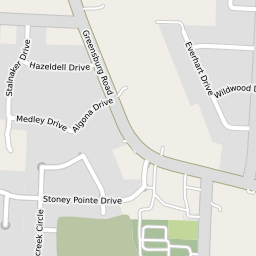 Greensburg Road
Everhart Drive
Stalnaker Drive
Hazeldell Drive
Wildwood D
Algona Drive
Medley Drive
Stoney Pointe Drive
creek Circle